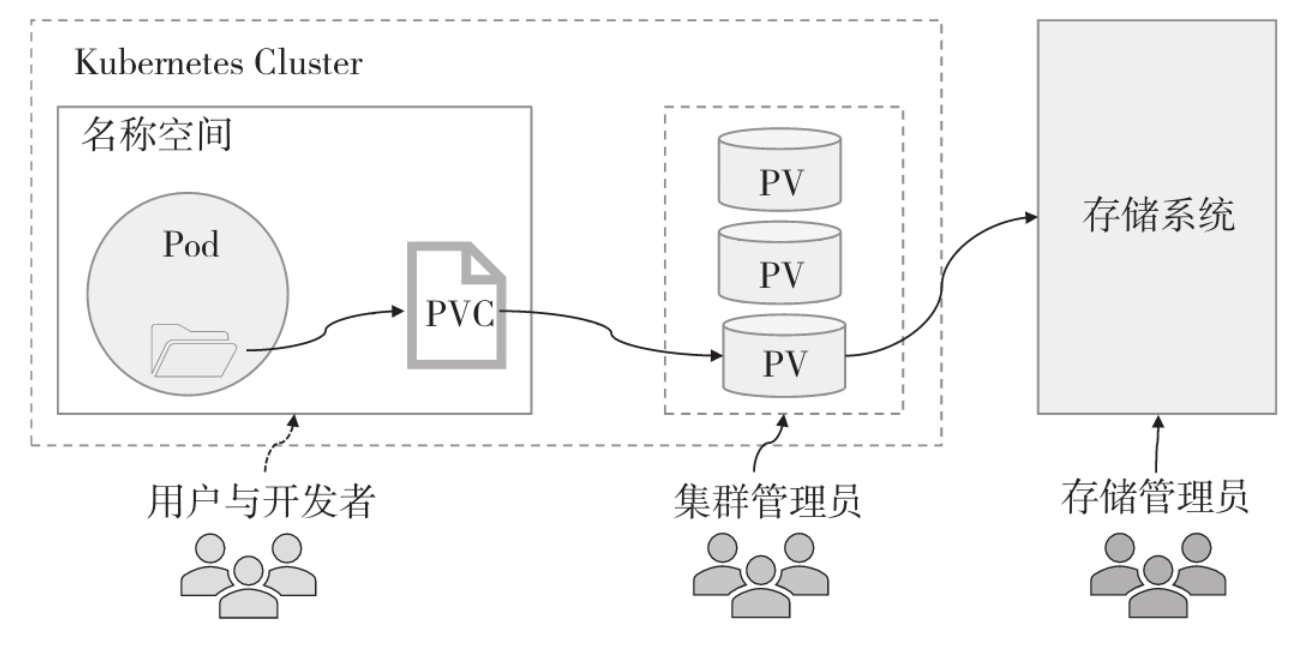 Kubernetes Cluster
名称空间
Pod
PVC
PV
PV
PV
存储系统
用户与开发者
集群管理员
存储管理员